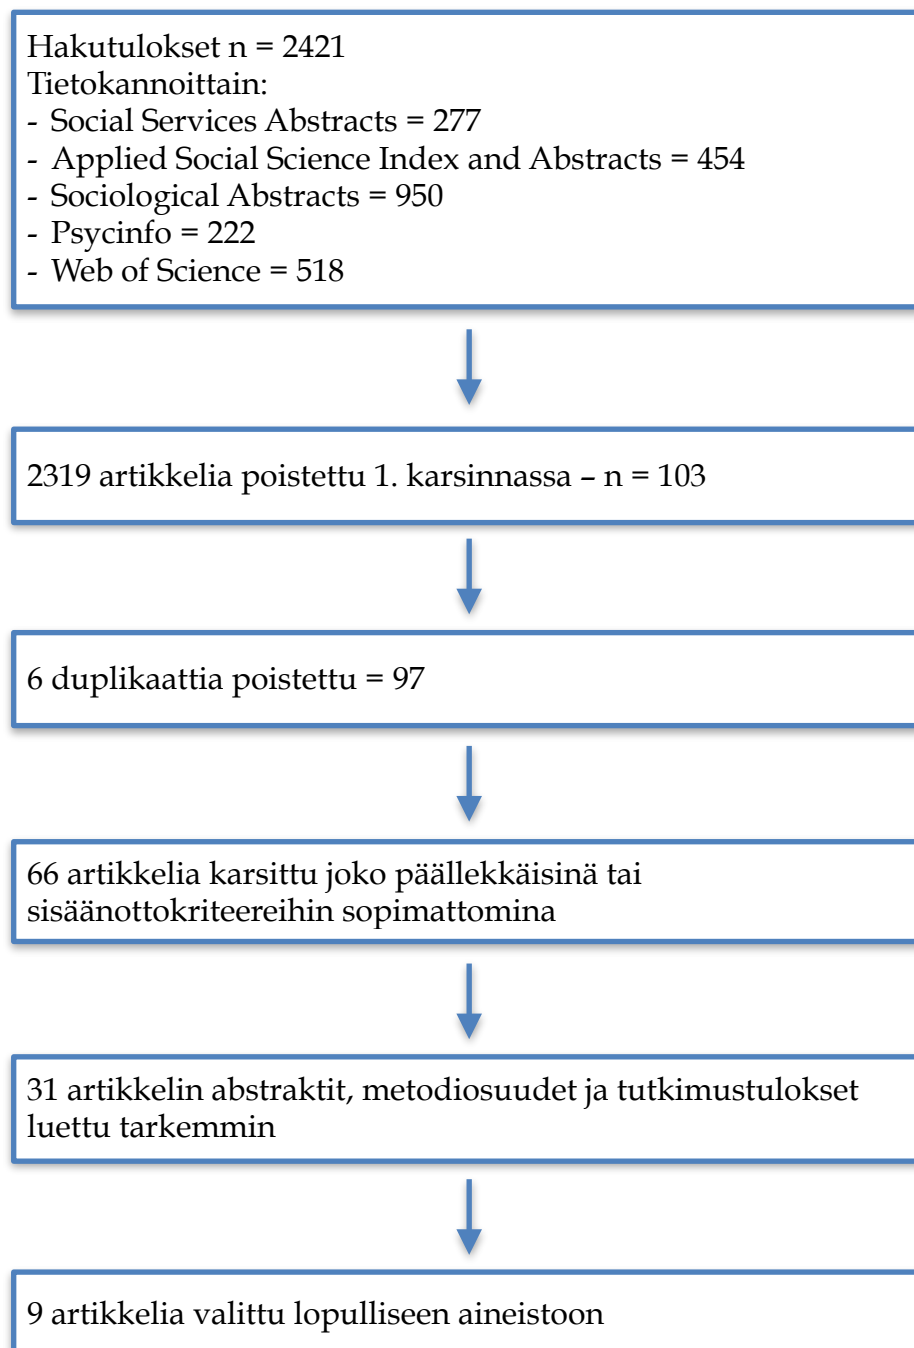 Hakutulokset n = 2421
Tietokannoittain:
- Social Services Abstracts = 277
- Applied Social Science Index and Abstracts = 454
- Sociological Abstracts = 950
- Psycinfo = 222
- Web of Science = 518
2319 artikkelia poistettu 1. karsinnassa – n = 103
6 duplikaattia poistettu = 97
66 artikkelia karsittu joko päällekkäisinä tai
sisäänottokriteereihin sopimattomina
31 artikkelin abstraktit, metodiosuudet ja tutkimustulokset
luettu tarkemmin
9 artikkelia valittu lopulliseen aineistoon